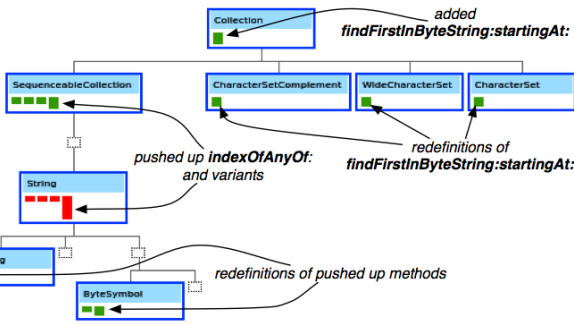 Collection
added
findFirstInByteString:startingAt:
SequenceableCollection
CharacterSetComplement
WideCharacterSet
CharacterSet
pushed up indexOfAnyOf:
and variants
redefinitions of
findFirstInByteString:startingAt:
String
g
redefinitions of pushed up methods
ByteSymbol